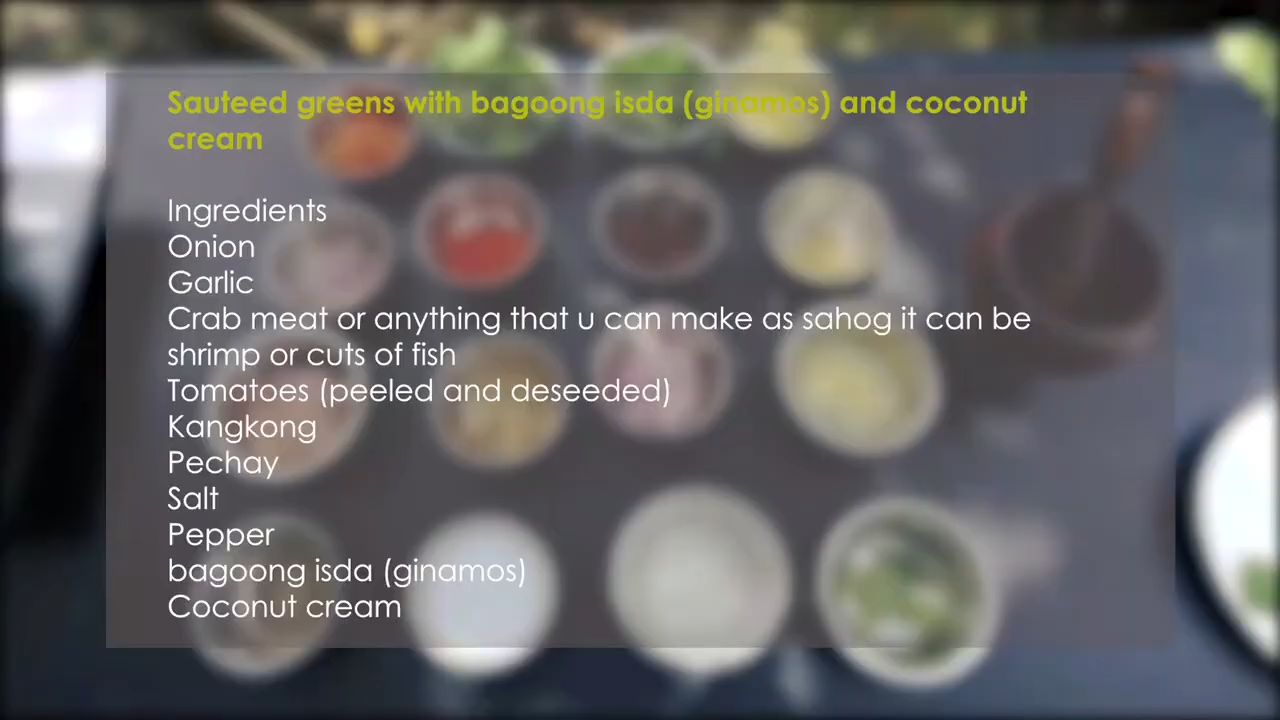 Sauteed greens with bagoong isda (ginamos) and coconut
cream
Ingredients
Onion
Garlic
Crab meat or anything that u can make as sahog it can be
shrimp or cuts of fish
Tomatoes (peeled and deseeded)
Kangkong
Pechay
Salt
Pepper
bagoong isda (ginamos)
Coconut cream